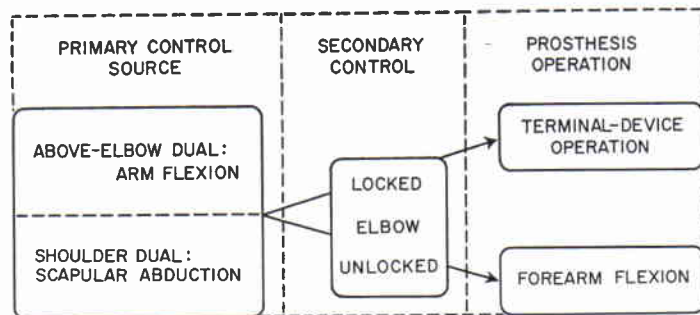 PRIMARY CONTROL
SOURCE
SECONDARY
CONTROL
PROSTHESIS
OPERATION
ABOVE-ELBOW DUAL:
ARM FLEXION
SHOULDER DUAL:
SCAPULAR ABDUCTION
LOCKED
ELBOW
UNLOCKED
TERMINAL-DEVICE
OPERATION
FOREARM FLEXION